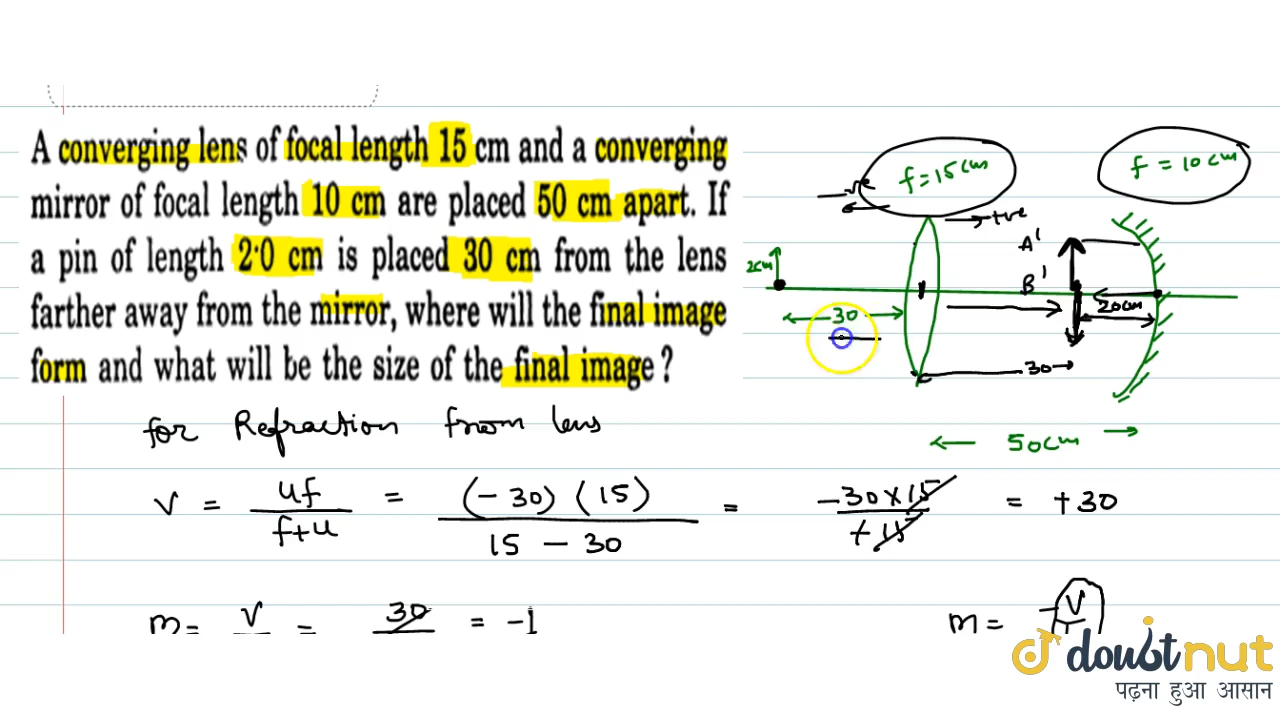 A converging lens of focal length 15 cm and a converging
mirror of focal length 10 cm are placed 50 cm apart. If
a pin of length 2·0 cm is placed 30 cm from the lens
farther away from the mirror, where will the final image
form and what will be the size of the final image ?
f=15cm
f = 10cm
-ve
+ve
2cm
A'
B'
30
20cm
30
50cm
for Refraction from lens
v = uf / f+u = (-30) (15) / 15 - 30 = -30 × 15 / +15 = +30
m = v = 30 = -1
m = -v
doubtnut
पढ़ना हुआ आसान